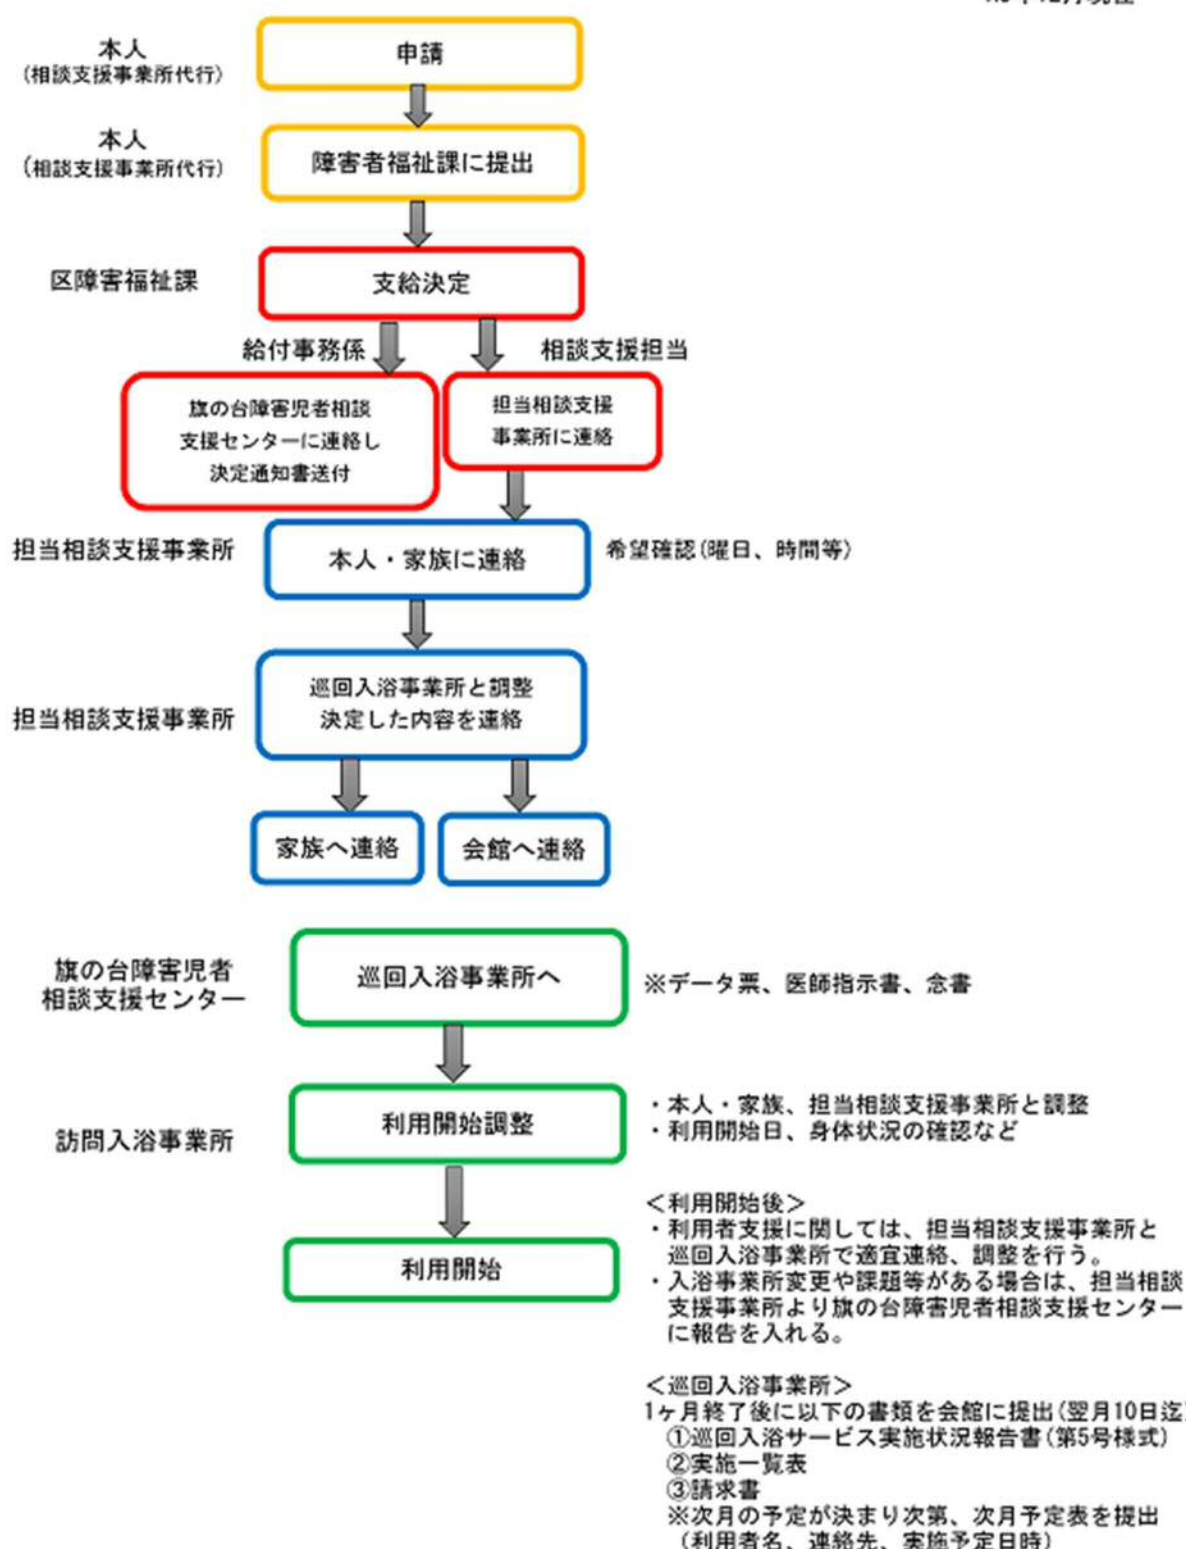 本人
(相談支援事業所代行)
申請
本人
(相談支援事業所代行)
障害者福祉課に提出
区障害福祉課
支給決定
給付事務係
相談支援担当
旗の台障害児者相談
支援センターに連絡し
決定通知書送付
担当相談支援
事業所に連絡
担当相談支援事業所
本人・家族に連絡
希望確認(曜日、時間等)
担当相談支援事業所
巡回入浴事業所と調整
決定した内容を連絡
家族へ連絡
会館へ連絡
旗の台障害児者
相談支援センター
巡回入浴事業所へ
※データ票、医師指示書、念書
訪問入浴事業所
利用開始調整
・本人・家族、担当相談支援事業所と調整
・利用開始日、身体状況の確認など
利用開始
＜利用開始後＞
・利用者支援に関しては、担当相談支援事業所と
巡回入浴事業所で適宜連絡、調整を行う。
・入浴事業所変更や課題等がある場合は、担当相談
支援事業所より旗の台障害児者相談支援センター
に報告を入れる。
＜巡回入浴事業所＞
1ヶ月終了後に以下の書類を会館に提出(翌月10日迄)
①巡回入浴サービス実施状況報告書(第5号様式)
②実施一覧表
③請求書
※次月の予定が決まり次第、次月予定表を提出
(利用者名、連絡先、実施予定日時)